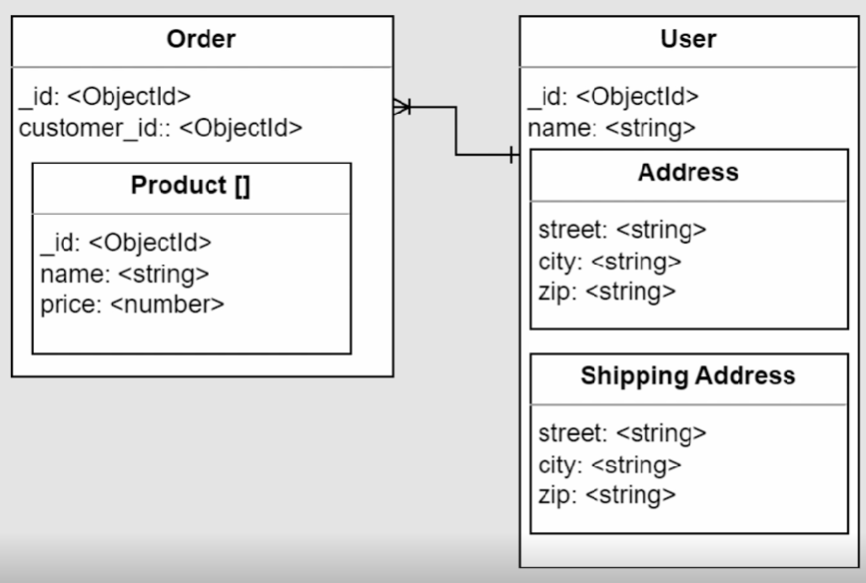 Order
_id: <ObjectId>
customer_id:: <ObjectId>
Product []
_id: <ObjectId>
name: <string>
price: <number>
User
_id: <ObjectId>
name: <string>
Address
street: <string>
city: <string>
zip: <string>
Shipping Address
street: <string>
city: <string>
zip: <string>